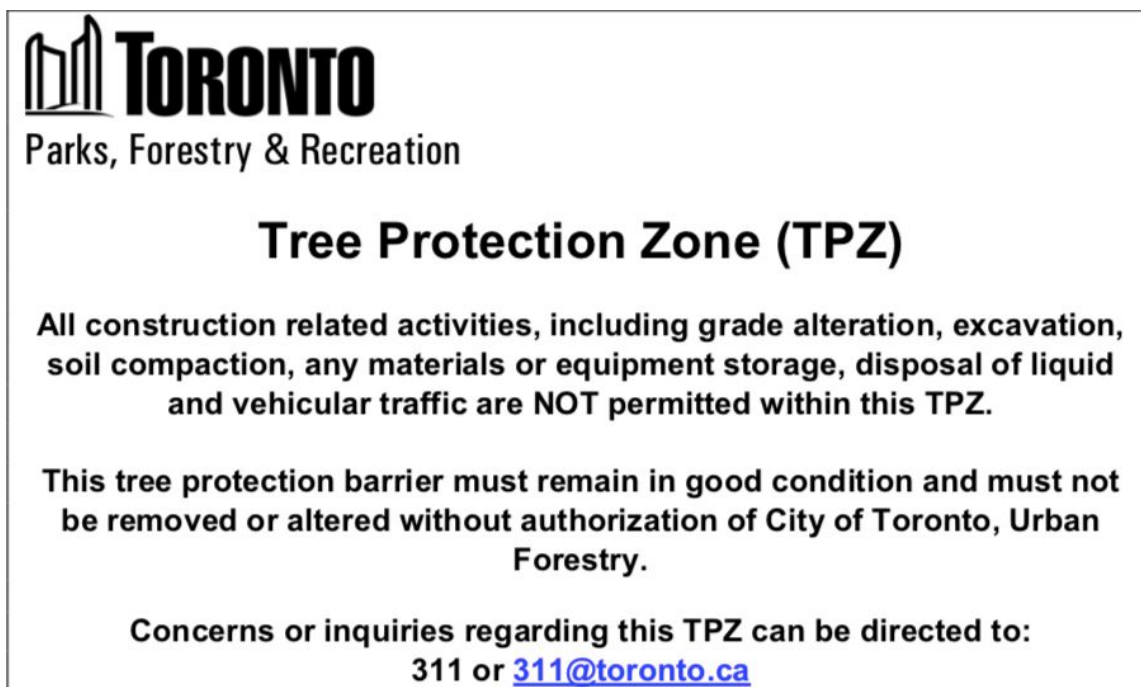 TORONTO
Parks, Forestry & Recreation
Tree Protection Zone (TPZ)
All construction related activities, including grade alteration, excavation,
soil compaction, any materials or equipment storage, disposal of liquid
and vehicular traffic are NOT permitted within this TPZ.
This tree protection barrier must remain in good condition and must not
be removed or altered without authorization of City of Toronto, Urban
Forestry.
Concerns or inquiries regarding this TPZ can be directed to:
311 or 311@toronto.ca